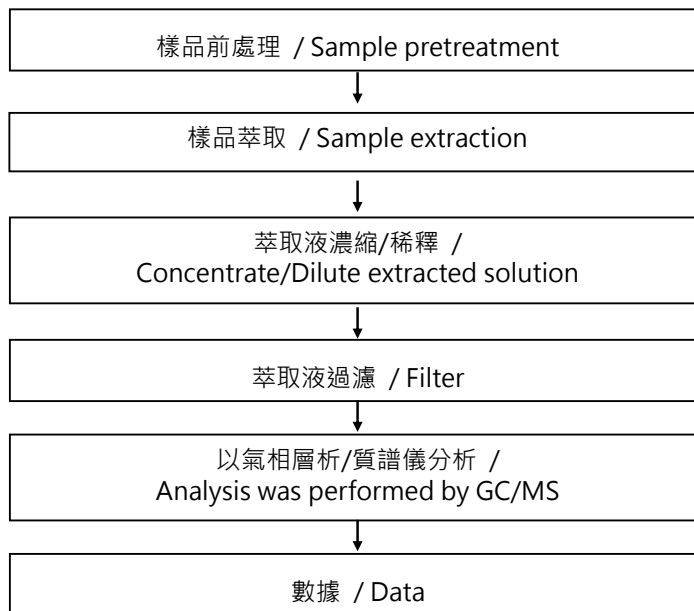 樣品前處理 / Sample pretreatment
樣品萃取 / Sample extraction
萃取液濃縮/稀釋 /
Concentrate/Dilute extracted solution
萃取液過濾 / Filter
以氣相層析/質譜儀分析 /
Analysis was performed by GC/MS
數據 / Data